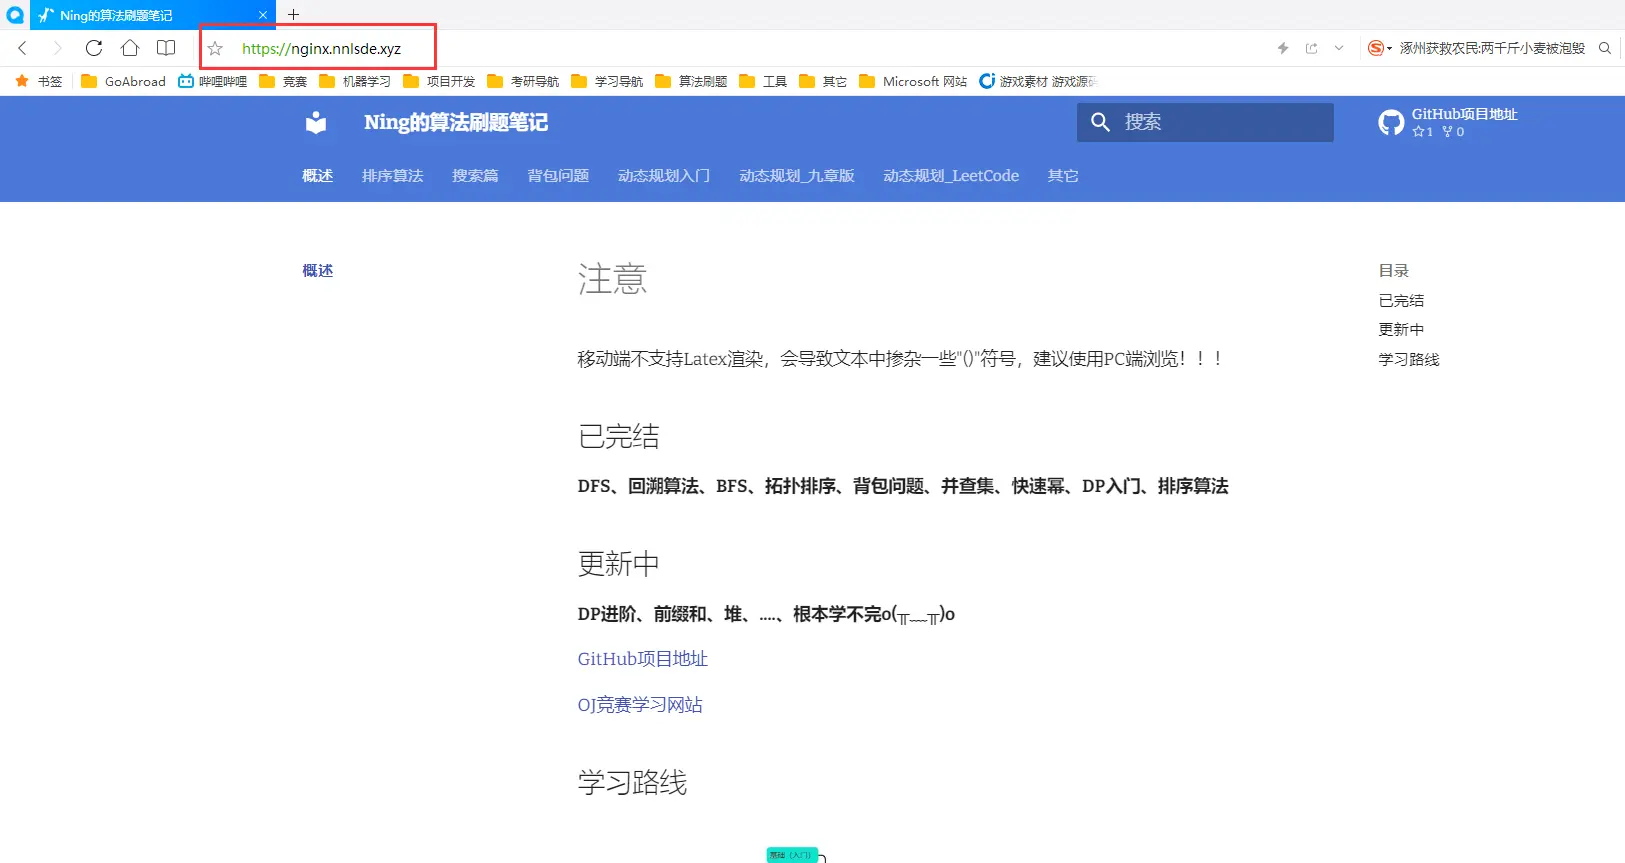 Ning的算法刷题笔记
https://nginx.nnlsde.xyz
涿州获救农民:两千斤小麦被泡毁
书签 GoAbroad 哔哩哔哩 竞赛 机器学习 项目开发 考研导航 学习导航 算法刷题 工具 其它 Microsoft 网站 游戏素材 游戏源码
Ning的算法刷题笔记
搜索
GitHub项目地址
1 0
概述 排序算法 搜索篇 背包问题 动态规划入门 动态规划_九章版 动态规划_LeetCode 其它
概述
注意
移动端不支持Latex渲染，会导致文本中掺杂一些"()"符号，建议使用PC端浏览！！！
已完结
DFS、回溯算法、BFS、拓扑排序、背包问题、并查集、快速幂、DP入门、排序算法
更新中
DP进阶、前缀和、堆、....、根本学不完o(╥﹏╥)o
GitHub项目地址
OJ竞赛学习网站
学习路线
基础（入门）
目录
已完结
更新中
学习路线